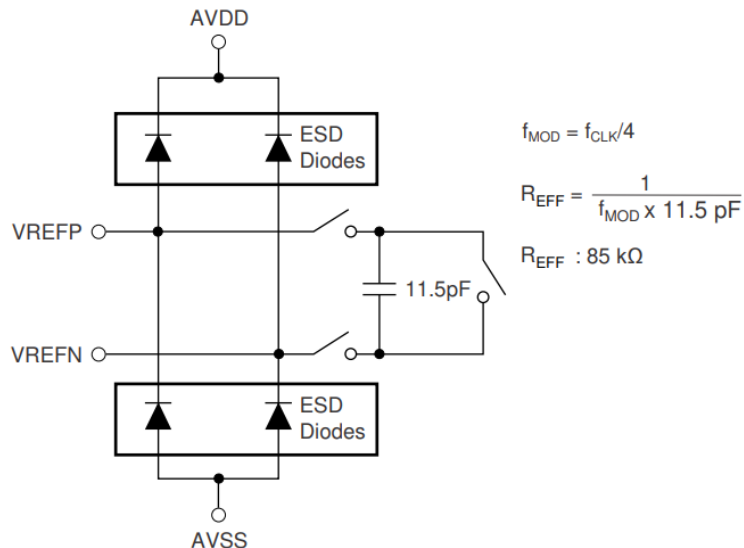 AVDD
ESD
Diodes
f_MOD = f_CLK/4
R_EFF = 1
f_MOD x 11.5 pF
VREFP
R_EFF : 85 kΩ
11.5pF
VREFN
ESD
Diodes
AVSS